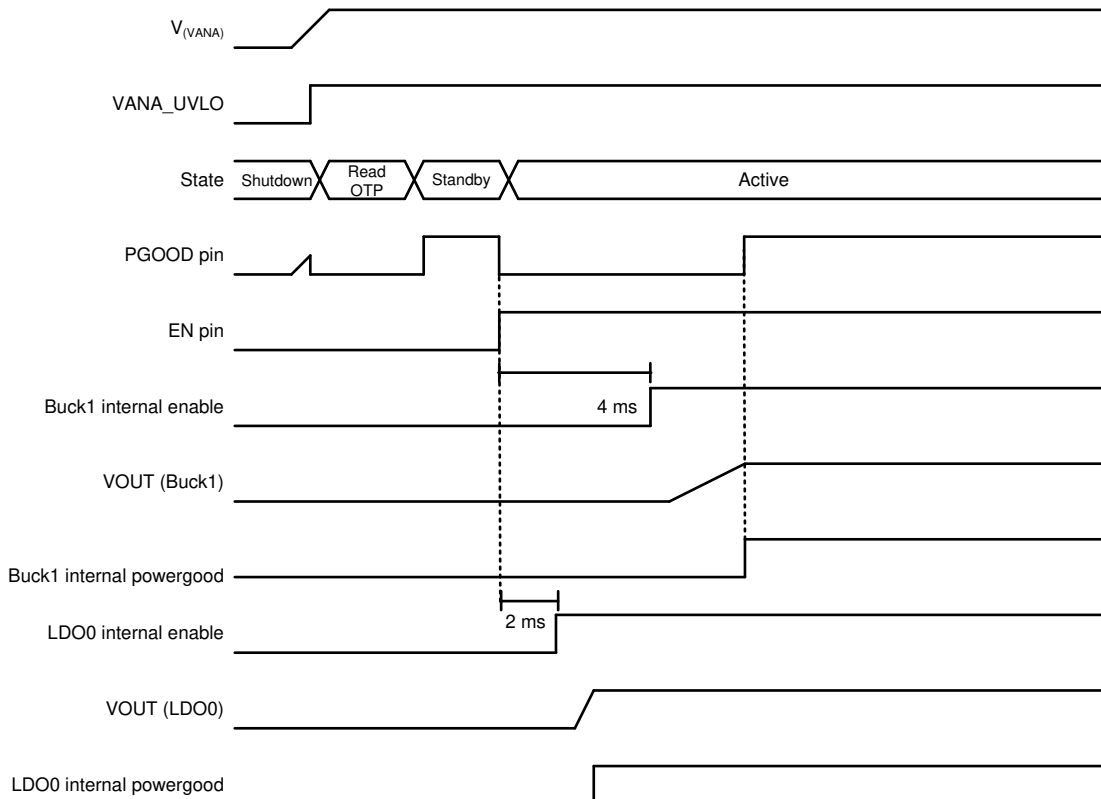 V(VANA)
VANA_UVLO
State
Shutdown
Read
OTP
Standby
Active
PGOOD pin
EN pin
Buck1 internal enable
4 ms
VOUT (Buck1)
Buck1 internal powergood
2 ms
LDO0 internal enable
VOUT (LDO0)
LDO0 internal powergood